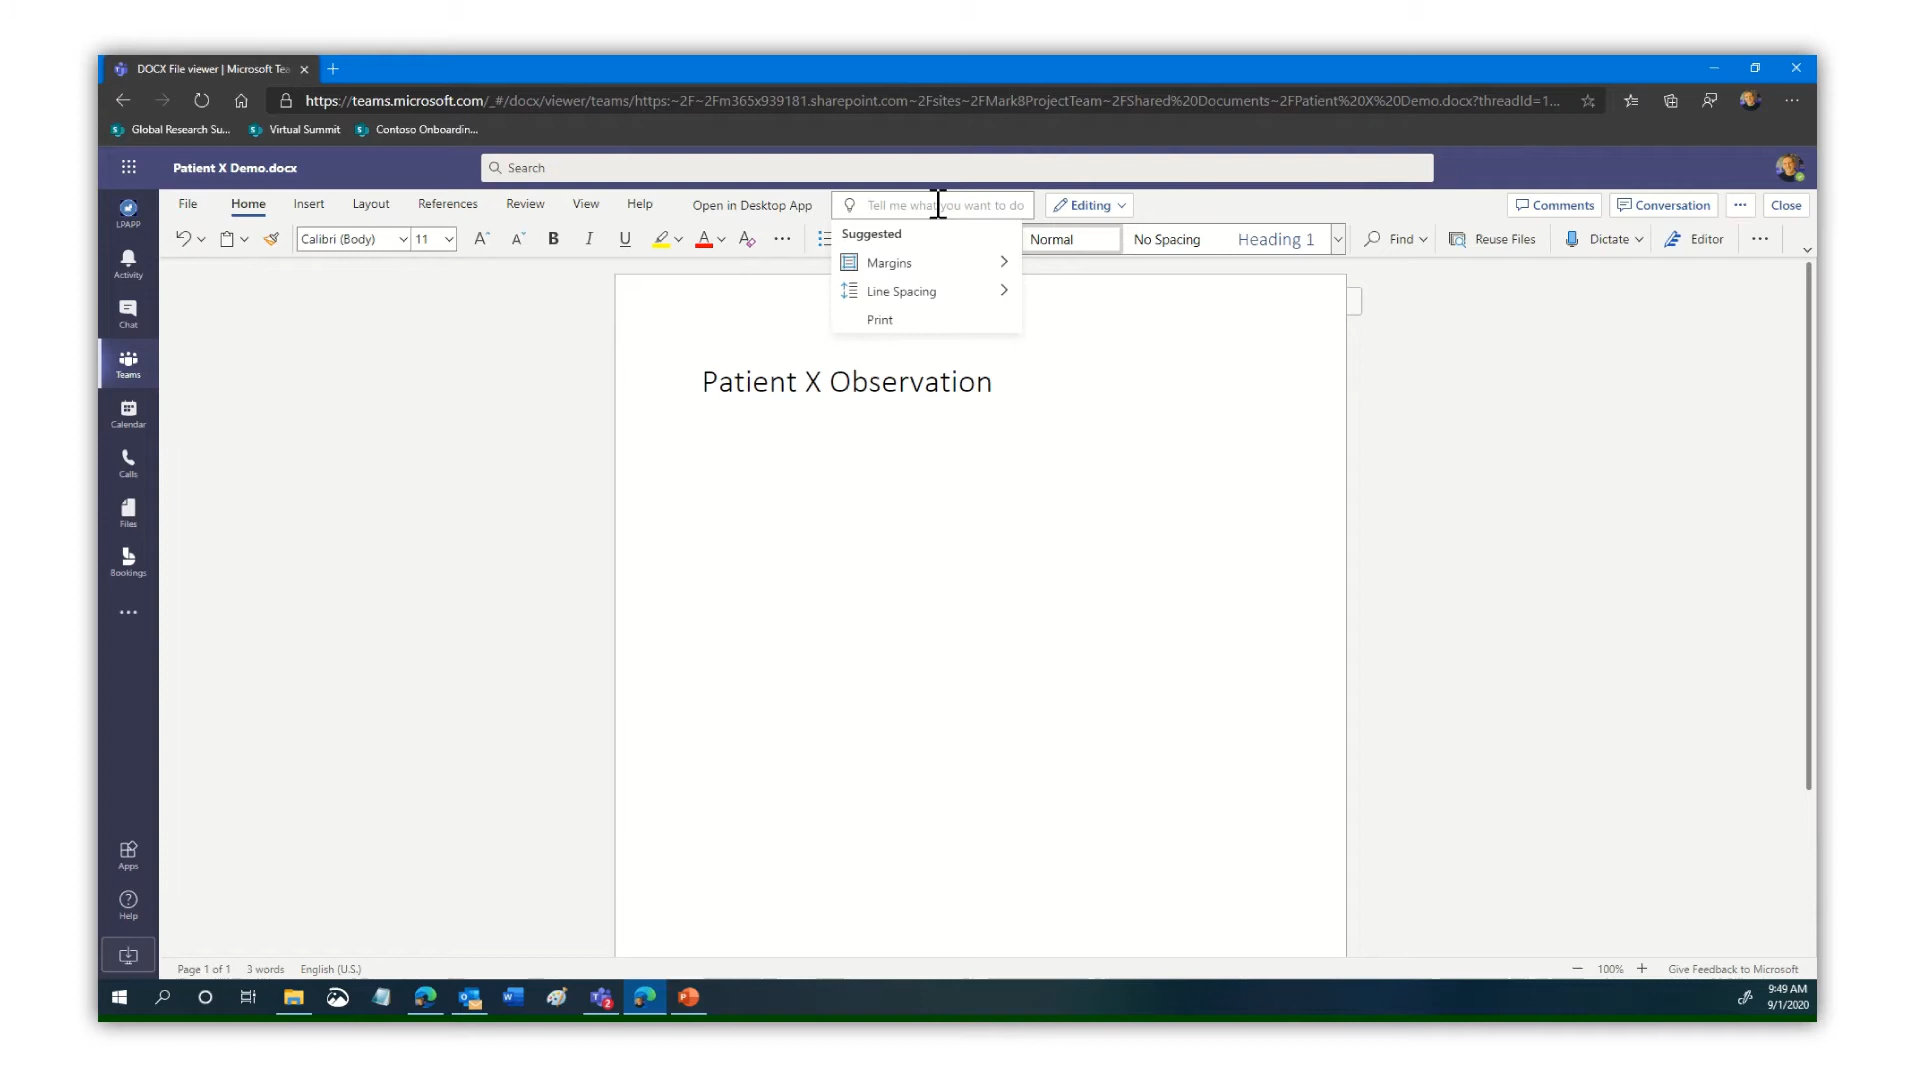 DOCX File viewer | Microsoft Tea
https://teams.microsoft.com/_#/docx/viewer/teams/https:~2F~2Fm365x939181.sharepoint.com~2Fsites~2FMark8ProjectTeam~2FShared%20Documents~2FPatient%20X%20Demo.docx?threadId=1...
Global Research Su... Virtual Summit Contoso Onboardin...
Patient X Demo.docx Search
File Home Insert Layout References Review View Help Open in Desktop App Tell me what you want to do Editing Comments Conversation Close
Calibri (Body) 11 A A B I U A A Normal No Spacing Heading 1 Find Reuse Files Dictate Editor
Suggested
Margins
Line Spacing
Print
Patient X Observation
LPAPP
Activity
Chat
Teams
Calendar
Calls
Files
Bookings
Apps
Help
Page 1 of 1 3 words English (U.S.) 100% Give Feedback to Microsoft
9:49 AM
9/1/2020